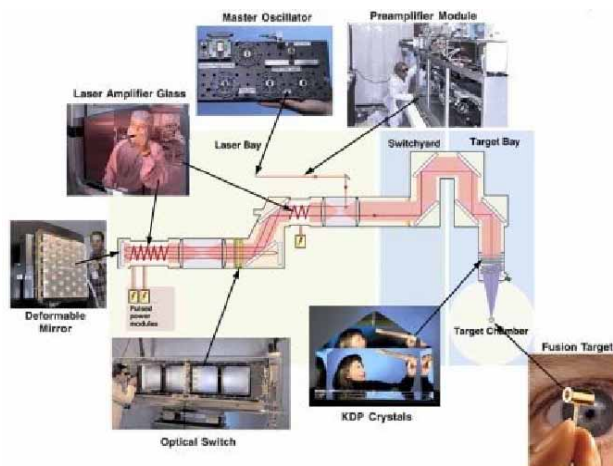 Master Oscillator
Preamplifier Module
Laser Amplifier Glass
Laser Bay
Switchyard
Target Bay
Deformable
Mirror
Pulsed
power
modules
Target Chamber
Fusion Target
KDP Crystals
Optical Switch